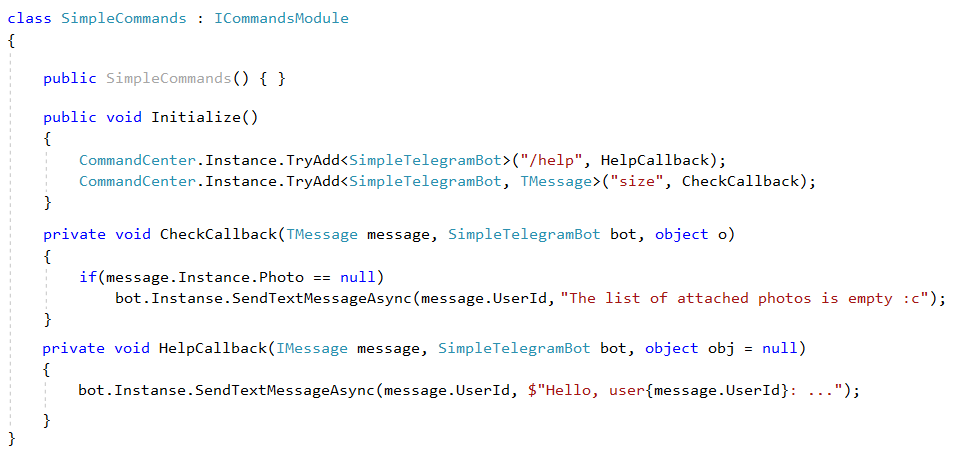 class SimpleCommands : ICommandsModule
{
public SimpleCommands() { }
public void Initialize()
{
CommandCenter.Instance.TryAdd<SimpleTelegramBot>("/help", HelpCallback);
CommandCenter.Instance.TryAdd<SimpleTelegramBot, TMessage>("size", CheckCallback);
}
private void CheckCallback(TMessage message, SimpleTelegramBot bot, object o)
{
if(message.Instance.Photo == null)
bot.Instanse.SendTextMessageAsync(message.UserId, "The list of attached photos is empty :c");
}
private void HelpCallback(IMessage message, SimpleTelegramBot bot, object obj = null)
{
bot.Instanse.SendTextMessageAsync(message.UserId, $"Hello, user{message.UserId}: ...");
}
}